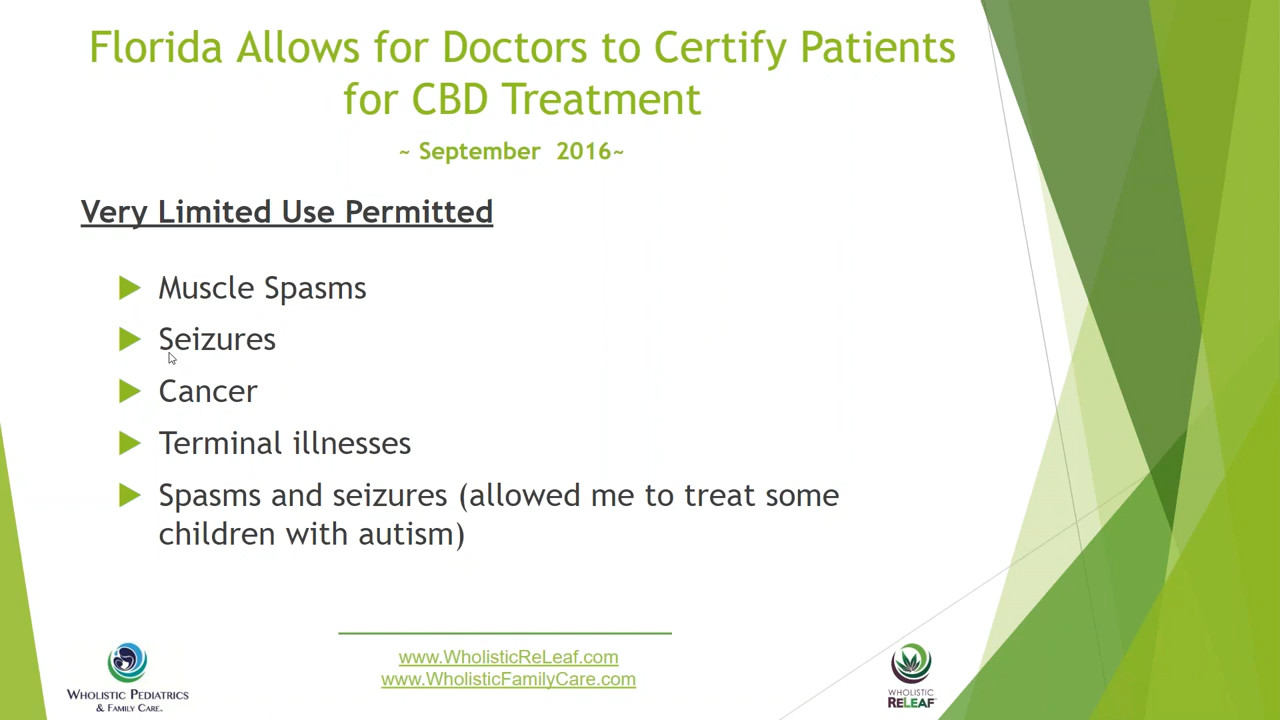 Florida Allows for Doctors to Certify Patients
for CBD Treatment
~ September 2016~
Very Limited Use Permitted
Muscle Spasms
Seizures
Cancer
Terminal illnesses
Spasms and seizures (allowed me to treat some
children with autism)
www.WholisticReLeaf.com
www.WholisticFamilyCare.com
WHOLISTIC PEDIATRICS
& FAMILY CARE
WHOLISTIC
RELEAF